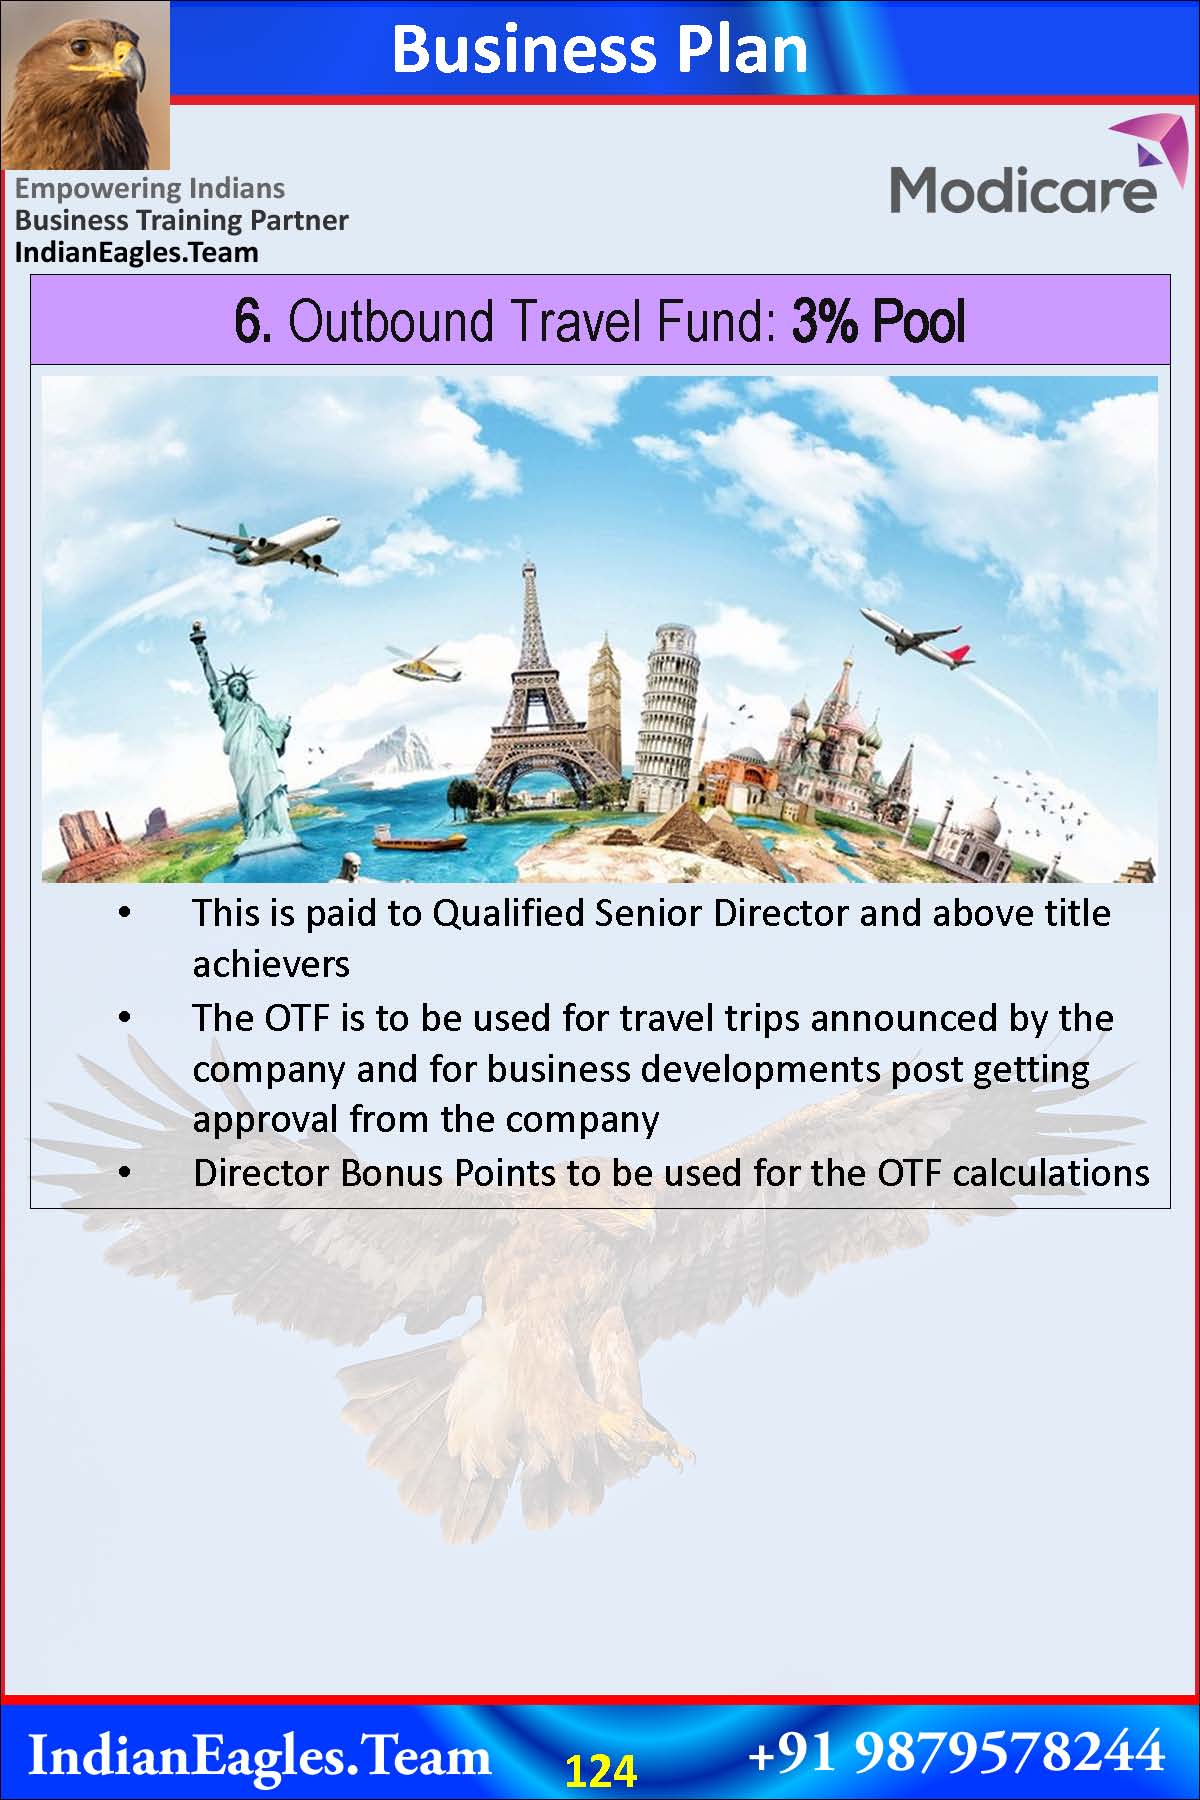 Business Plan
Modicare
Empowering Indians
Business Training Partner
IndianEagles.Team
6. Outbound Travel Fund: 3% Pool
• This is paid to Qualified Senior Director and above title
achievers
• The OTF is to be used for travel trips announced by the
company and for business developments post getting
approval from the company
• Director Bonus Points to be used for the OTF calculations
IndianEagles.Team
124
+91 9879578244